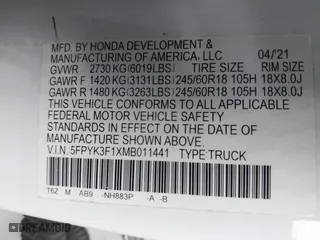 MFD. BY HONDA DEVELOPMENT &
MANUFACTURING OF AMERICA, LLC 04/21
GVWR 2730 KG (6019LBS) TIRE SIZE RIM SIZE
GAWR F 1420 KG (3131LBS) 245/60R18 105H 18X8.0J
GAWR R 1480 KG (3263LBS) 245/60R18 105H 18X8.0J
THIS VEHICLE CONFORMS TO ALL APPLICABLE
FEDERAL MOTOR VEHICLE SAFETY STANDARDS IN
EFFECT ON THE DATE OF MANUFACTURE
SHOWN ABOVE.
V.I.N. 5FPYK3F1XMB011441 TYPE:TRUCK
T6Z M AB9 NH883P -A -B